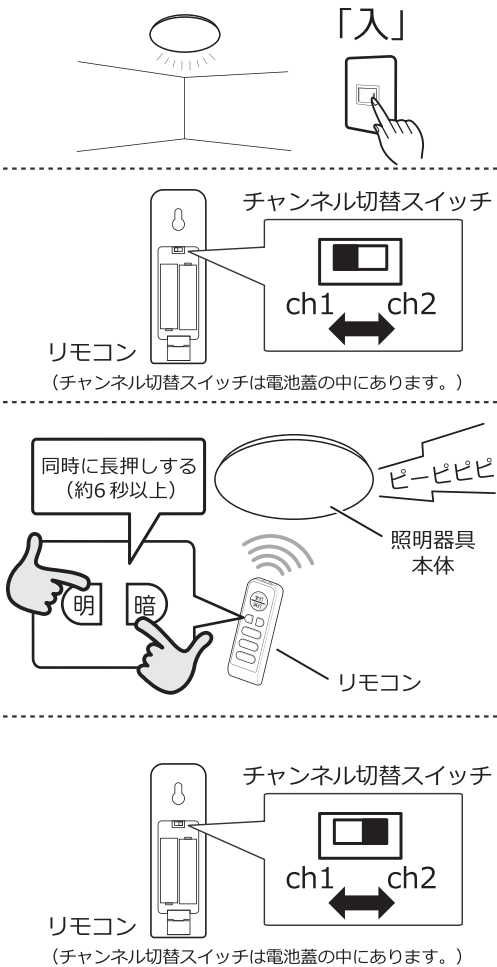 「入」
チャンネル切替スイッチ
ch1 ch2
リモコン
（チャンネル切替スイッチは電池蓋の中にあります。）
同時に長押しする
（約6秒以上）
ピーピピピ
明 暗
照明器具
本体
リモコン
チャンネル切替スイッチ
ch1 ch2
リモコン
（チャンネル切替スイッチは電池蓋の中にあります。）